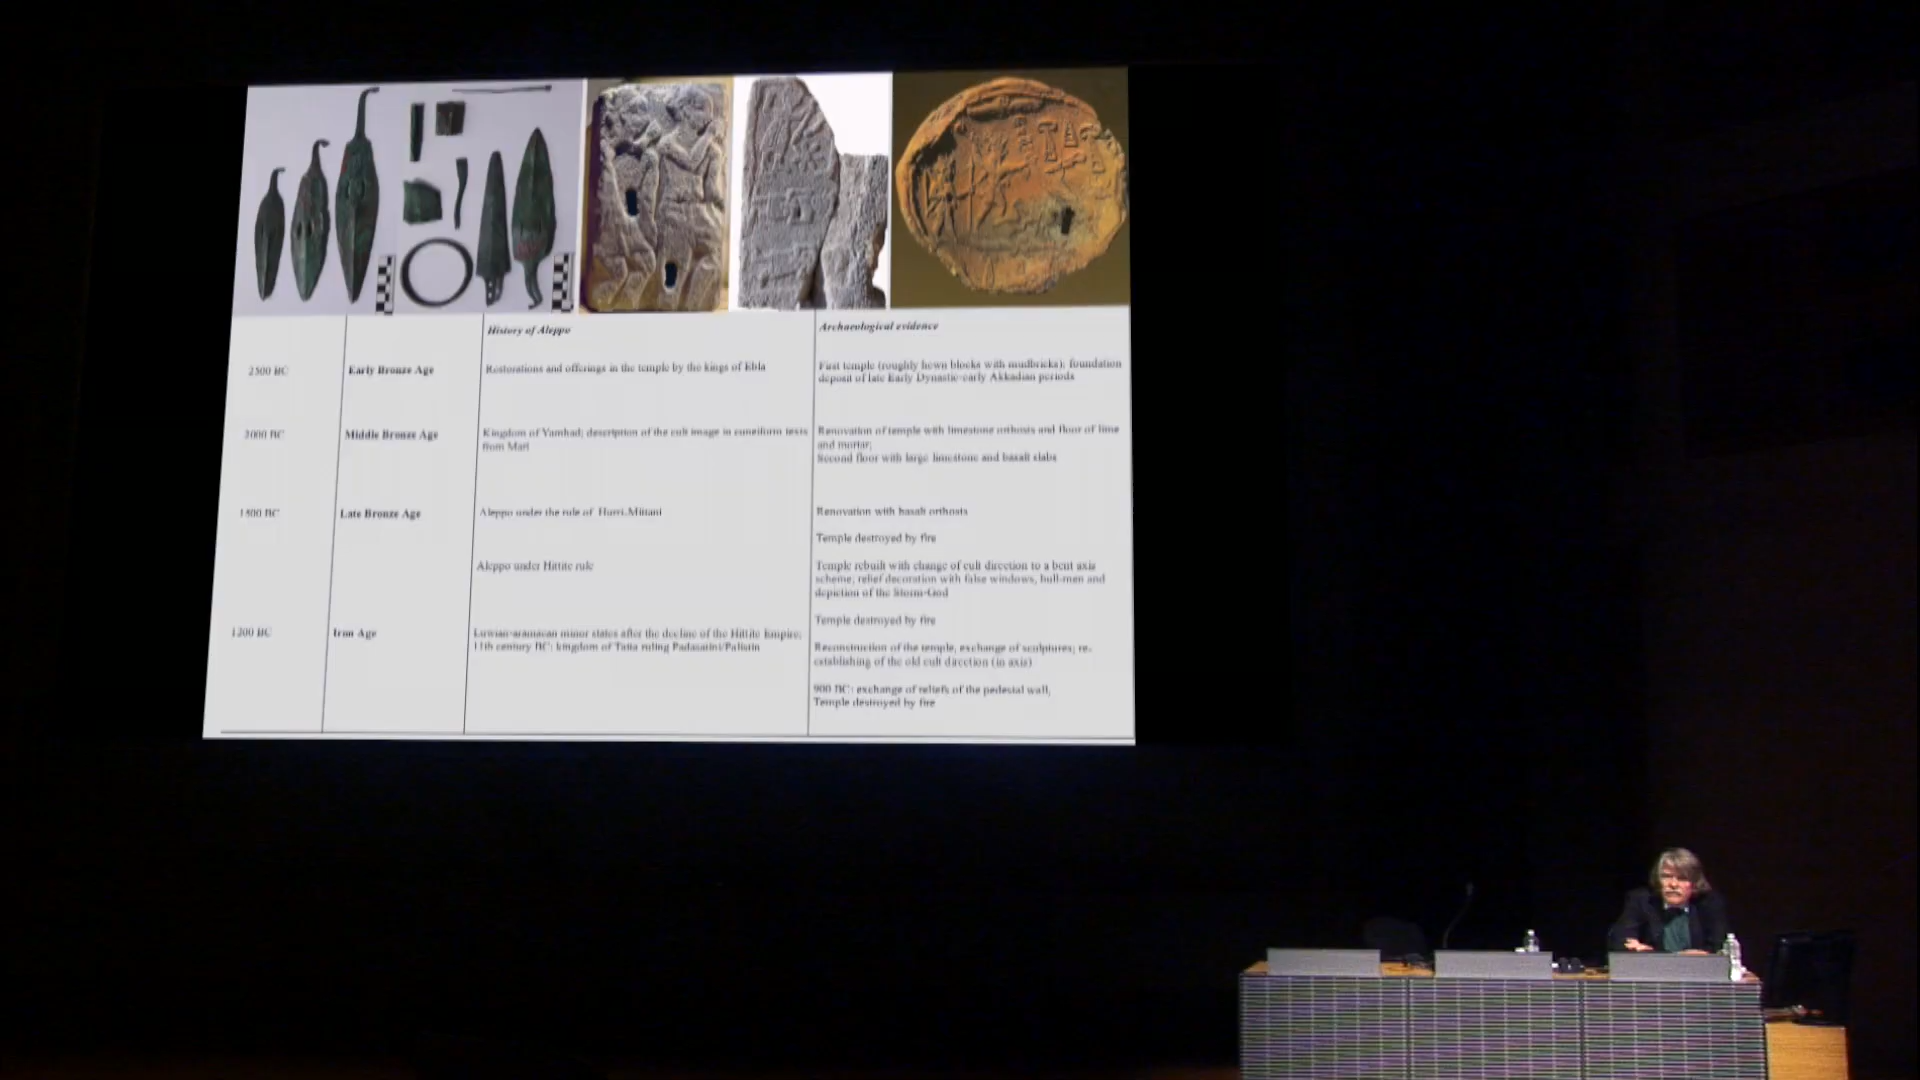 History of Aleppo
Archaeological evidence
2500 BC
Early Bronze Age
Restorations and offerings in the temple by the kings of Ebla
First temple (roughly hewn blocks with mudbricks); foundation
deposit of late Early Dynastic-early Akkadian periods
2000 BC
Middle Bronze Age
Kingdom of Yamhad; description of the cult image in cuneiform texts
from Mari
Renovation of temple with limestone orthosts and floor of lime
and mortar;
Second floor with large limestone and basalt slabs
1500 BC
Late Bronze Age
Aleppo under the rule of Hurri-Mittani
Renovation with basalt orthosts
Temple destroyed by fire
Aleppo under Hittite rule
Temple rebuilt with change of cult direction to a bent axis
scheme; relief decoration with false windows, bull-men and
depiction of the Storm-God
Temple destroyed by fire
1200 BC
Iron Age
Luwian-aramaean minor states after the decline of the Hittite Empire;
11th century BC: kingdom of Taita ruling Padasatini/Palistin
Reconstruction of the temple, exchange of sculptures; re-
establishing of the old cult direction (in axis)
900 BC: exchange of reliefs of the pedestal wall;
Temple destroyed by fire